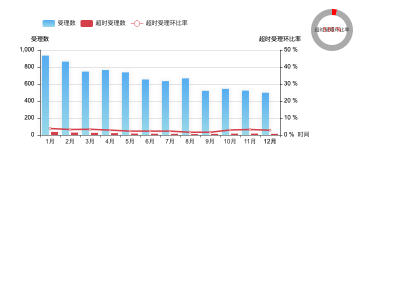 受理数 超时受理数 超时受理环比率
受理数 超时受理环比率
1,000 50 %
800 40 %
600 30 %
400 20 %
200 10 %
0 0 % 时间
1月 2月 3月 4月 5月 6月 7月 8月 9月 10月 11月 12月